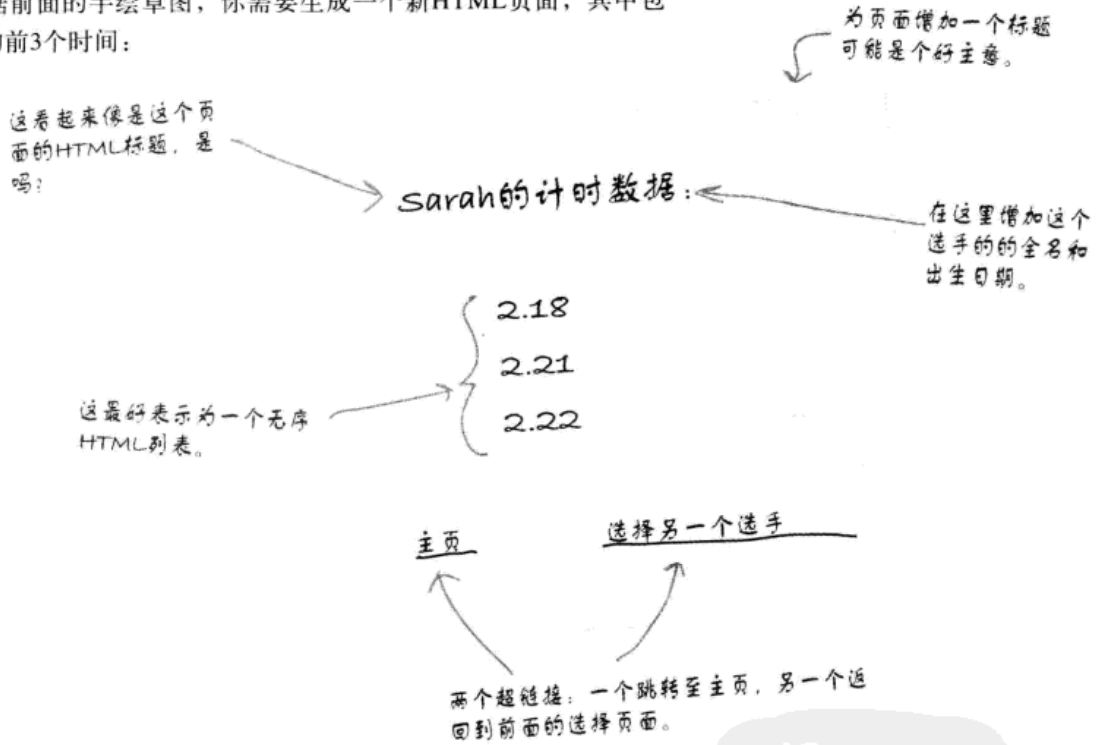 据前面的手绘草图，你需要生成一个新HTML页面，其中包
前3个时间：
为页面增加一个标题
可能是个好主意。
这看起来像是这个页
面的HTML标题，是
吗？
Sarah的计时数据：
在这里增加这个
选手的的全名和
出生日期。
2.18
2.21
2.22
这最好表示为一个无序
HTML列表。
主页
选择另一个选手
两个超链接：一个跳转至主页，另一个返
回到前面的选择页面。